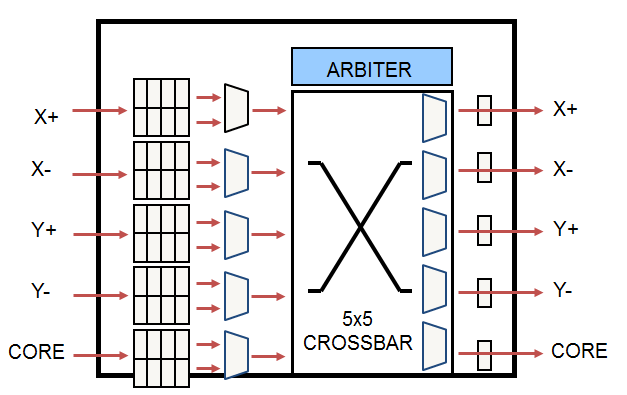 ARBITER
X+
X+
X-
X-
Y+
Y+
Y-
Y-
5x5
CROSSBAR
CORE
CORE